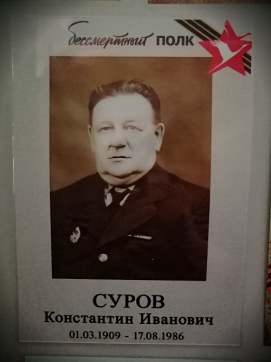 бессмертный ПОЛК
СУРОВ
Константин Иванович
01.03.1909 - 17.08.1986